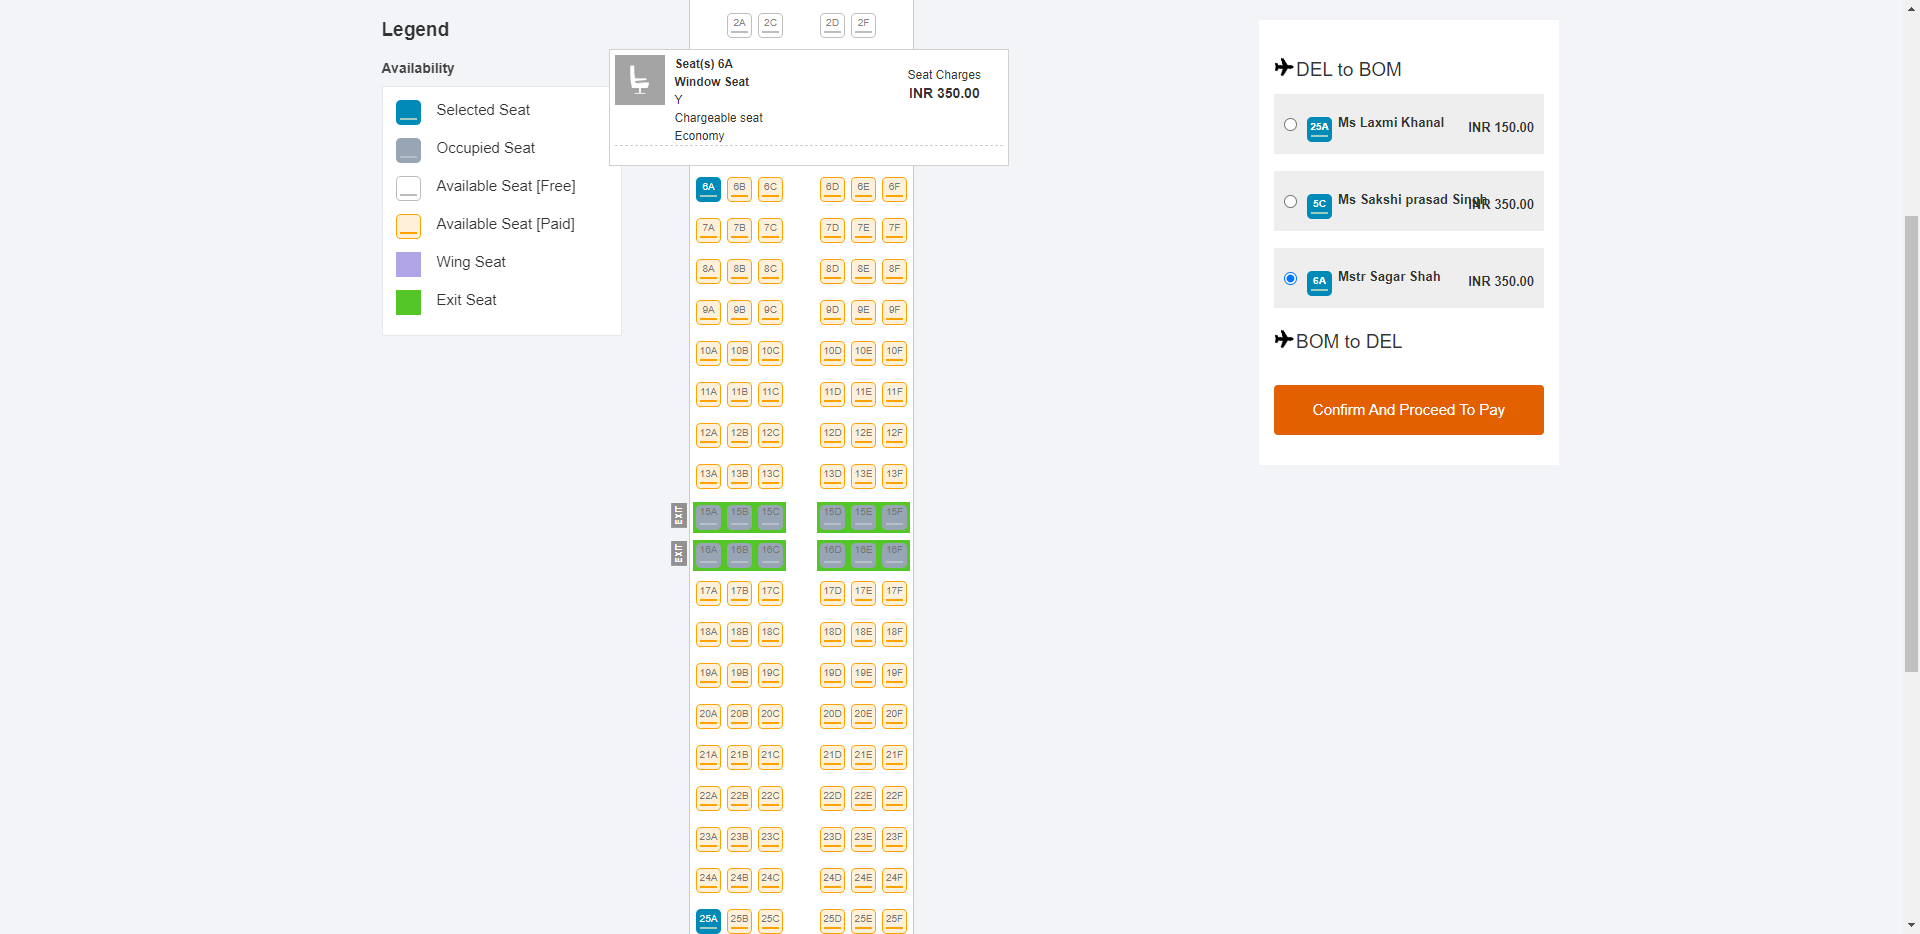 Legend
Availability
Selected Seat
Occupied Seat
Available Seat [Free]
Available Seat [Paid]
Wing Seat
Exit Seat
2A 2C 2D 2F
Seat(s) 6A
Window Seat
Y
Chargeable seat
Economy
Seat Charges
INR 350.00
6A 6B 6C 6D 6E 6F
7A 7B 7C 7D 7E 7F
8A 8B 8C 8D 8E 8F
9A 9B 9C 9D 9E 9F
10A 10B 10C 10D 10E 10F
11A 11B 11C 11D 11E 11F
12A 12B 12C 12D 12E 12F
13A 13B 13C 13D 13E 13F
EXIT 15A 15B 15C 15D 15E 15F
EXIT 16A 16B 16C 16D 16E 16F
17A 17B 17C 17D 17E 17F
18A 18B 18C 18D 18E 18F
19A 19B 19C 19D 19E 19F
20A 20B 20C 20D 20E 20F
21A 21B 21C 21D 21E 21F
22A 22B 22C 22D 22E 22F
23A 23B 23C 23D 23E 23F
24A 24B 24C 24D 24E 24F
25A 25B 25C 25D 25E 25F
DEL to BOM
25A Ms Laxmi Khanal INR 150.00
5C Ms Sakshi prasad Singh INR 350.00
6A Mstr Sagar Shah INR 350.00
BOM to DEL
Confirm And Proceed To Pay